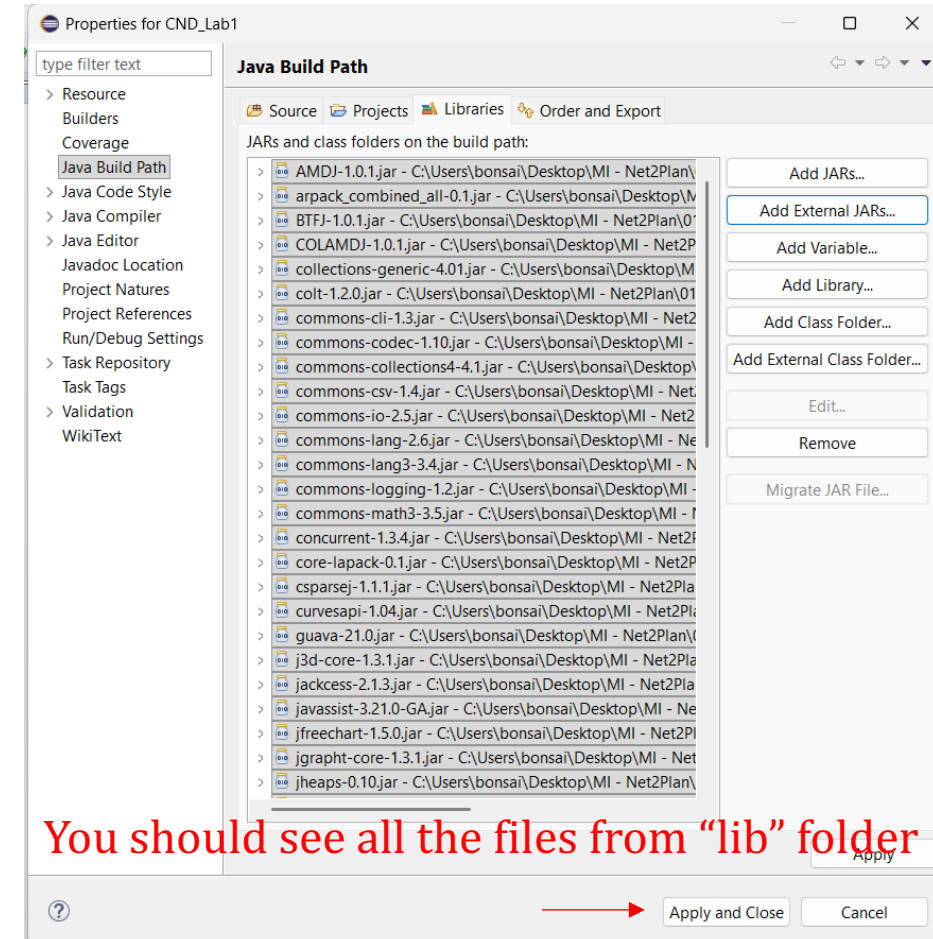 Properties for CND_Lab1
type filter text
Resource
Builders
Coverage
Java Build Path
Java Code Style
Java Compiler
Java Editor
Javadoc Location
Project Natures
Project References
Run/Debug Settings
Task Repository
Task Tags
Validation
WikiText
Java Build Path
Source Projects Libraries Order and Export
JARs and class folders on the build path:
AMDJ-1.0.1.jar - C:\Users\bonsai\Desktop\MI - Net2Plan\
arpack_combined_all-0.1.jar - C:\Users\bonsai\Desktop\M
BTFJ-1.0.1.jar - C:\Users\bonsai\Desktop\MI - Net2Plan\01
COLAMDJ-1.0.1.jar - C:\Users\bonsai\Desktop\MI - Net2P
collections-generic-4.01.jar - C:\Users\bonsai\Desktop\M
colt-1.2.0.jar - C:\Users\bonsai\Desktop\MI - Net2Plan\01
commons-cli-1.3.jar - C:\Users\bonsai\Desktop\MI - Net2
commons-codec-1.10.jar - C:\Users\bonsai\Desktop\MI -
commons-collections4-4.1.jar - C:\Users\bonsai\Desktop\
commons-csv-1.4.jar - C:\Users\bonsai\Desktop\MI - Net
commons-io-2.5.jar - C:\Users\bonsai\Desktop\MI - Net2
commons-lang-2.6.jar - C:\Users\bonsai\Desktop\MI - Ne
commons-lang3-3.4.jar - C:\Users\bonsai\Desktop\MI - N
commons-logging-1.2.jar - C:\Users\bonsai\Desktop\MI -
commons-math3-3.5.jar - C:\Users\bonsai\Desktop\MI -
concurrent-1.3.4.jar - C:\Users\bonsai\Desktop\MI - Net2P
core-lapack-0.1.jar - C:\Users\bonsai\Desktop\MI - Net2P
csparsej-1.1.1.jar - C:\Users\bonsai\Desktop\MI - Net2Pla
curvesapi-1.04.jar - C:\Users\bonsai\Desktop\MI - Net2Pl
guava-21.0.jar - C:\Users\bonsai\Desktop\MI - Net2Plan\
j3d-core-1.3.1.jar - C:\Users\bonsai\Desktop\MI - Net2Pla
jackcess-2.1.3.jar - C:\Users\bonsai\Desktop\MI - Net2Pla
javassist-3.21.0-GA.jar - C:\Users\bonsai\Desktop\MI - Ne
jfreechart-1.5.0.jar - C:\Users\bonsai\Desktop\MI - Net2Pl
jgrapht-core-1.3.1.jar - C:\Users\bonsai\Desktop\MI - Net
jheaps-0.10.jar - C:\Users\bonsai\Desktop\MI - Net2Plan\
Add JARs...
Add External JARs...
Add Variable...
Add Library...
Add Class Folder...
Add External Class Folder...
Edit...
Remove
Migrate JAR File...
You should see all the files from “lib” folder
Apply
Apply and Close
Cancel